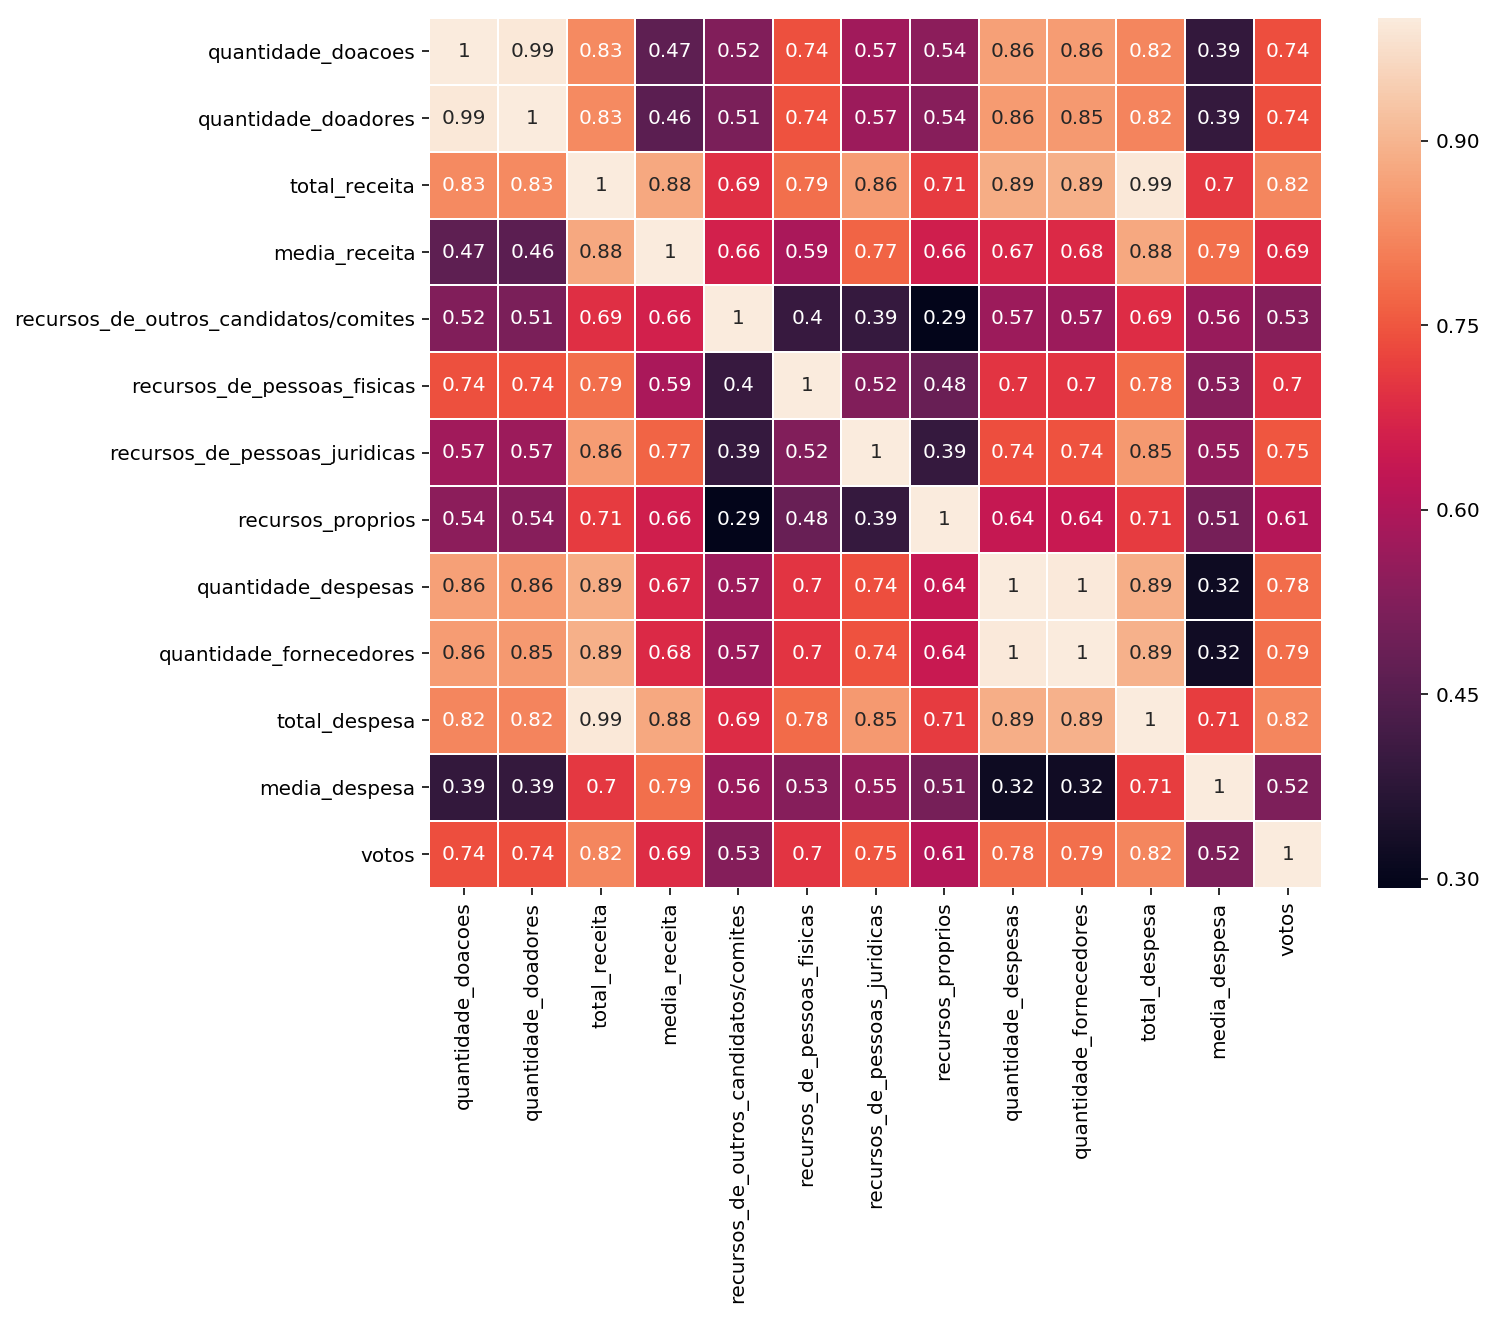 quantidade_doacoes 1 0.99 0.83 0.47 0.52 0.74 0.57 0.54 0.86 0.86 0.82 0.39 0.74
quantidade_doadores 0.99 1 0.83 0.46 0.51 0.74 0.57 0.54 0.86 0.85 0.82 0.39 0.74
total_receita 0.83 0.83 1 0.88 0.69 0.79 0.86 0.71 0.89 0.89 0.99 0.7 0.82
media_receita 0.47 0.46 0.88 1 0.66 0.59 0.77 0.66 0.67 0.68 0.88 0.79 0.69
recursos_de_outros_candidatos/comites 0.52 0.51 0.69 0.66 1 0.4 0.39 0.29 0.57 0.57 0.69 0.56 0.53
recursos_de_pessoas_fisicas 0.74 0.74 0.79 0.59 0.4 1 0.52 0.48 0.7 0.7 0.78 0.53 0.7
recursos_de_pessoas_juridicas 0.57 0.57 0.86 0.77 0.39 0.52 1 0.39 0.74 0.74 0.85 0.55 0.75
recursos_proprios 0.54 0.54 0.71 0.66 0.29 0.48 0.39 1 0.64 0.64 0.71 0.51 0.61
quantidade_despesas 0.86 0.86 0.89 0.67 0.57 0.7 0.74 0.64 1 1 0.89 0.32 0.78
quantidade_fornecedores 0.86 0.85 0.89 0.68 0.57 0.7 0.74 0.64 1 1 0.89 0.32 0.79
total_despesa 0.82 0.82 0.99 0.88 0.69 0.78 0.85 0.71 0.89 0.89 1 0.71 0.82
media_despesa 0.39 0.39 0.7 0.79 0.56 0.53 0.55 0.51 0.32 0.32 0.71 1 0.52
votos 0.74 0.74 0.82 0.69 0.53 0.7 0.75 0.61 0.78 0.79 0.82 0.52 1
quantidade_doacoes
quantidade_doadores
total_receita
media_receita
recursos_de_outros_candidatos/comites
recursos_de_pessoas_fisicas
recursos_de_pessoas_juridicas
recursos_proprios
quantidade_despesas
quantidade_fornecedores
total_despesa
media_despesa
votos
0.90
0.75
0.60
0.45
0.30